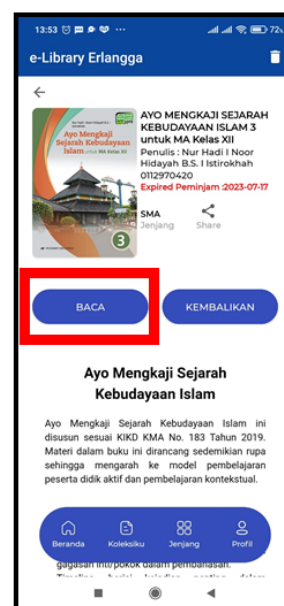 13:53
72%
e-Library Erlangga
Ayo Mengkaji
Sejarah Kebudayaan
Islam untuk MA Kelas XII
3
AYO MENGKAJI SEJARAH
KEBUDAYAAN ISLAM 3
untuk MA Kelas XII
Penulis : Nur Hadi I Noor
Hidayah B.S. I Istirokhah
0112970420
Expired Peminjam :2023-07-17
SMA
Jenjang
Share
BACA
KEMBALIKAN
Ayo Mengkaji Sejarah
Kebudayaan Islam
Ayo Mengkaji Sejarah Kebudayaan Islam ini
disusun sesuai KIKD KMA No. 183 Tahun 2019.
Materi dalam buku ini dirancang sedemikian rupa
sehingga mengarah ke model pembelajaran
peserta didik aktif dan pembelajaran kontekstual.
Beranda
Koleksiku
Jenjang
Profil
gagasan inti/pokok dalam pembahasan.